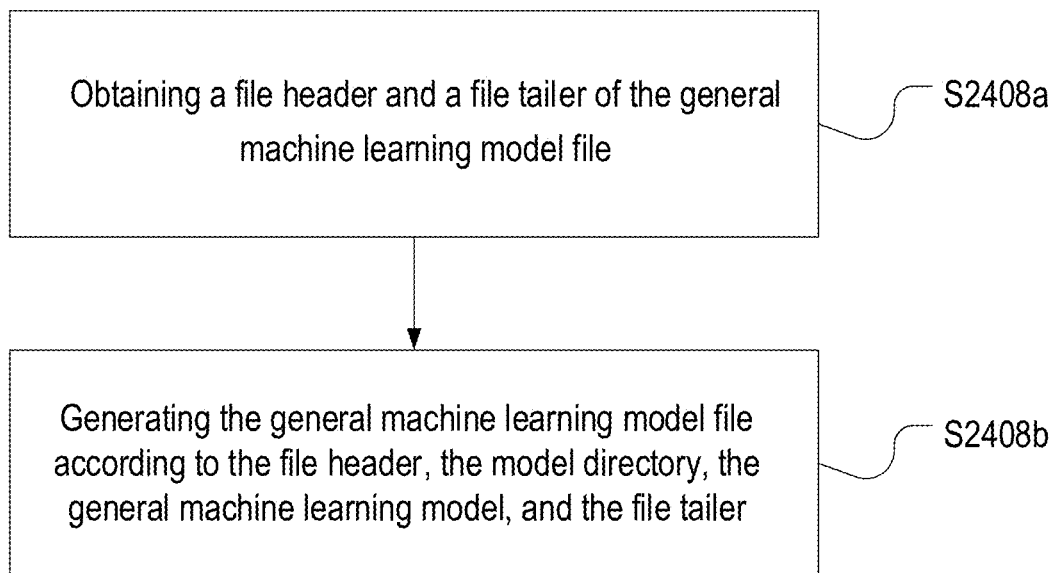 Obtaining a file header and a file tailer of the general
machine learning model file
S2408a
Generating the general machine learning model file
according to the file header, the model directory, the
general machine learning model, and the file tailer
S2408b